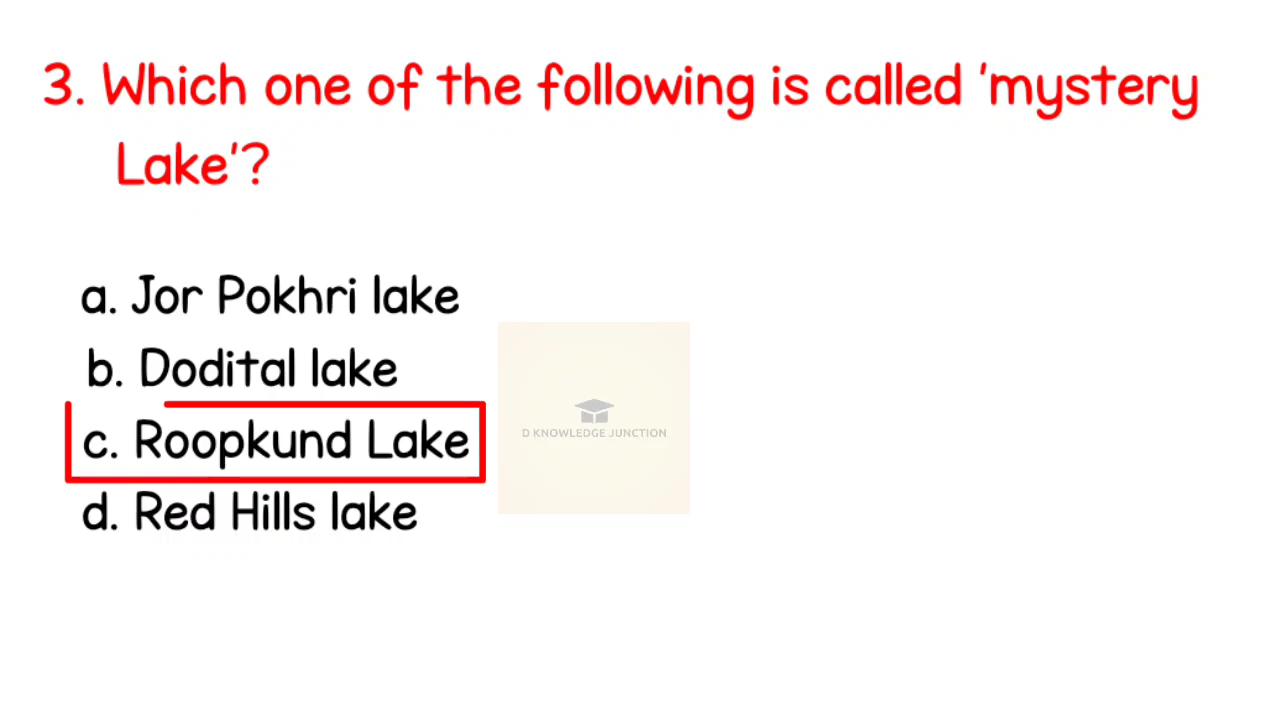 3. Which one of the following is called 'mystery
Lake'?
a. Jor Pokhri lake
b. Dodital lake
c. Roopkund Lake
D KNOWLEDGE JUNCTION
d. Red Hills lake